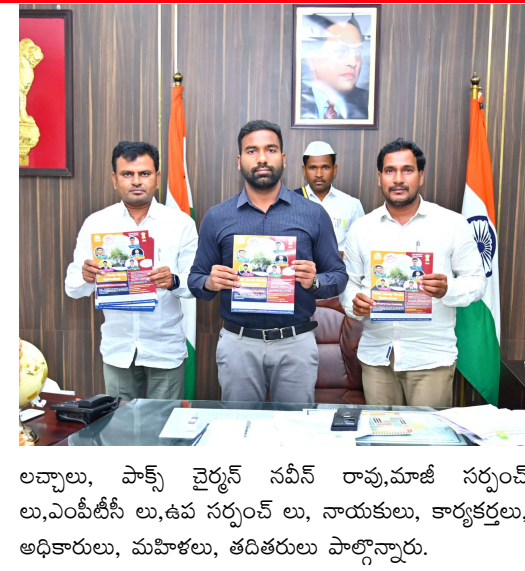 లచ్చాలు, పాక్స్ చైర్మన్ నవీన్ రావు,మాజీ సర్పంచ్
లు,ఎంపీటీసీ లు,ఉప సర్పంచ్ లు, నాయకులు, కార్యకర్తలు,
అధికారులు, మహిళలు, తదితరులు పాల్గొన్నారు.